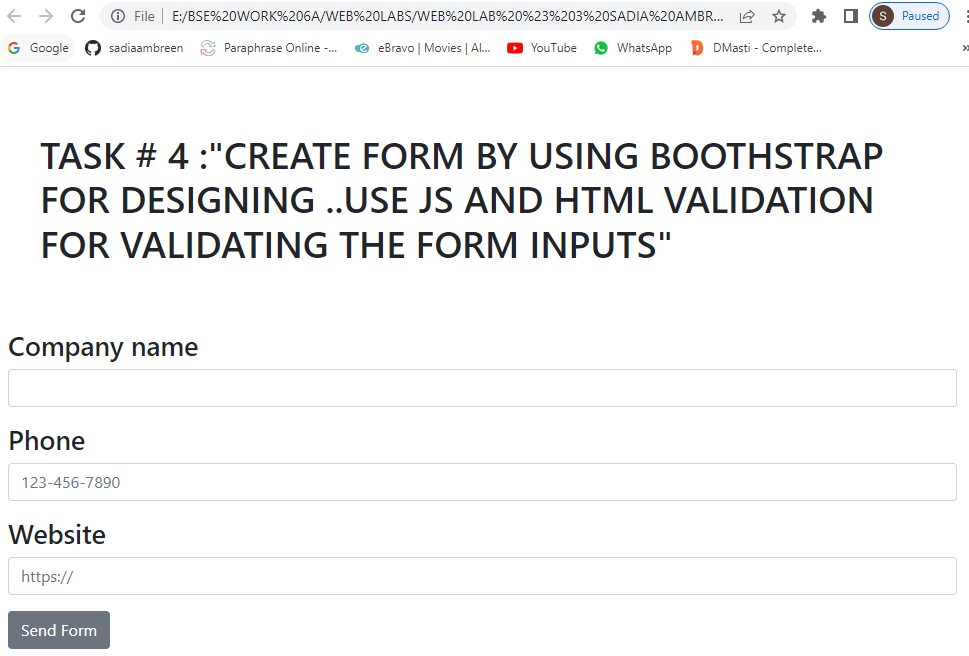 File E:/BSE%20WORK%206A/WEB%20LABS/WEB%20LAB%20%23%203%20SADIA%20AMBR... S Paused
Google sadiaambreen Paraphrase Online -... eBravo | Movies | Al... YouTube WhatsApp DMasti - Complete... »
TASK # 4 :"CREATE FORM BY USING BOOTHSTRAP
FOR DESIGNING ..USE JS AND HTML VALIDATION
FOR VALIDATING THE FORM INPUTS"
Company name
Phone
123-456-7890
Website
https://
Send Form